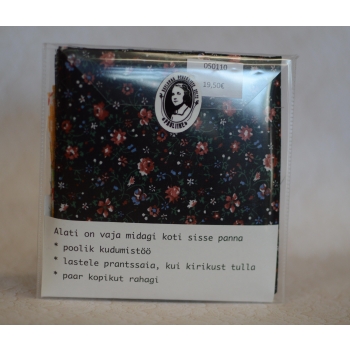 050110
19,50€
Alati on vaja midagi koti sisse panna
* poolik kudumistöö
* lastele prantssaia, kui kirikust tulla
* paar kopikut rahagi